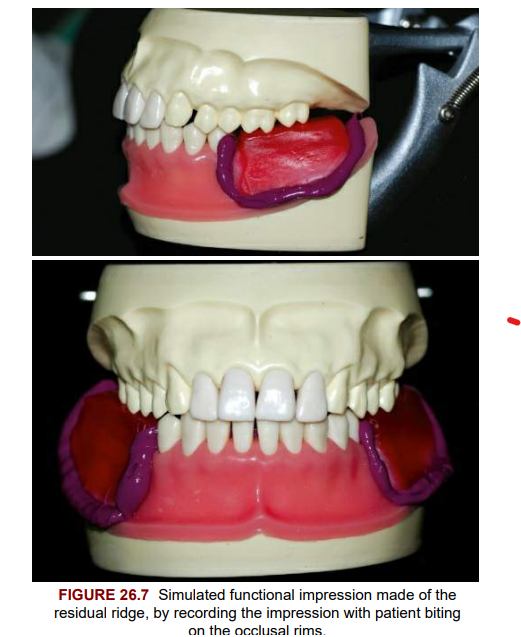 FIGURE 26.7 Simulated functional impression made of the
residual ridge, by recording the impression with patient biting
on the occlusal rims.